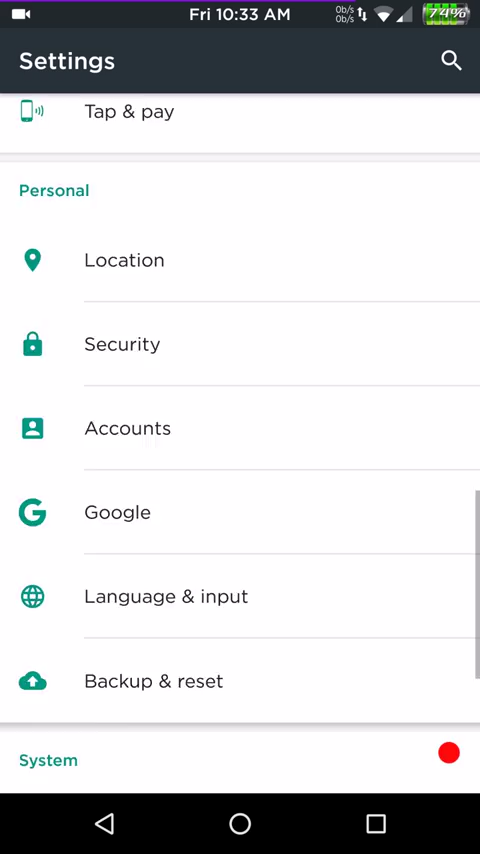 Fri 10:33 AM
0b/s
0b/s
74%
Settings
Tap & pay
Personal
Location
Security
Accounts
Google
Language & input
Backup & reset
System